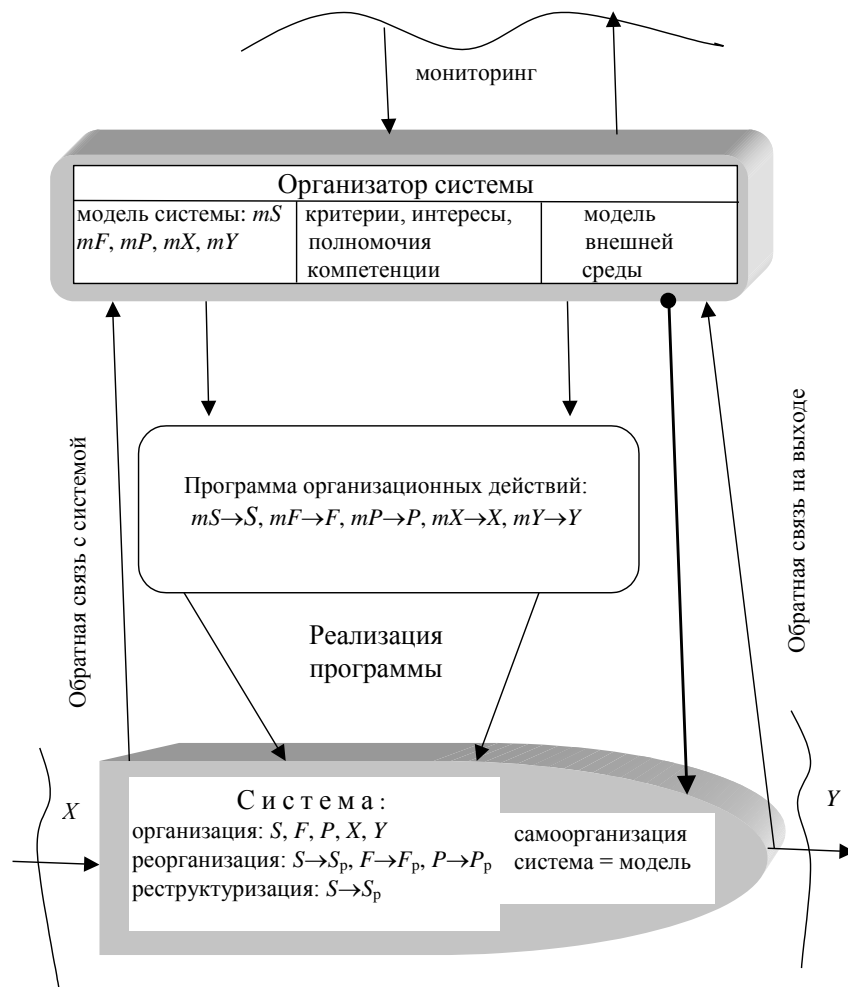 мониторинг
Организатор системы
модель системы: mS
mF, mP, mX, mY
критерии, интересы,
полномочия
компетенции
модель
внешней
среды
Обратная связь с системой
Обратная связь на выходе
Программа организационных действий:
mS→S, mF→F, mP→P, mX→X, mY→Y
Реализация
программы
X
Y
Система:
организация: S, F, P, X, Y
реорганизация: S→Sр, F→Fр, P→Pр
реструктуризация: S→Sр
самоорганизация
система = модель